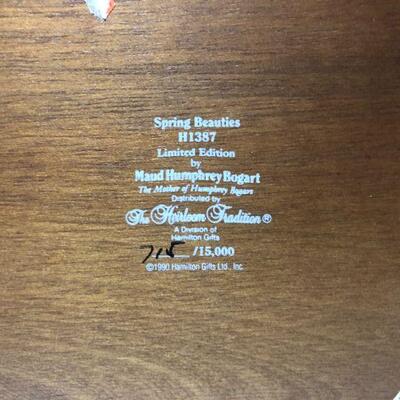 Spring Beauties
H1387
Limited Edition
by
Maud Humphrey Bogart
The Mother of Humphrey Bogart
Distributed by
The Heirloom Tradition®
A Division of
Hamilton Gifts
715 /15,000
©1990 Hamilton Gifts Ltd., Inc.